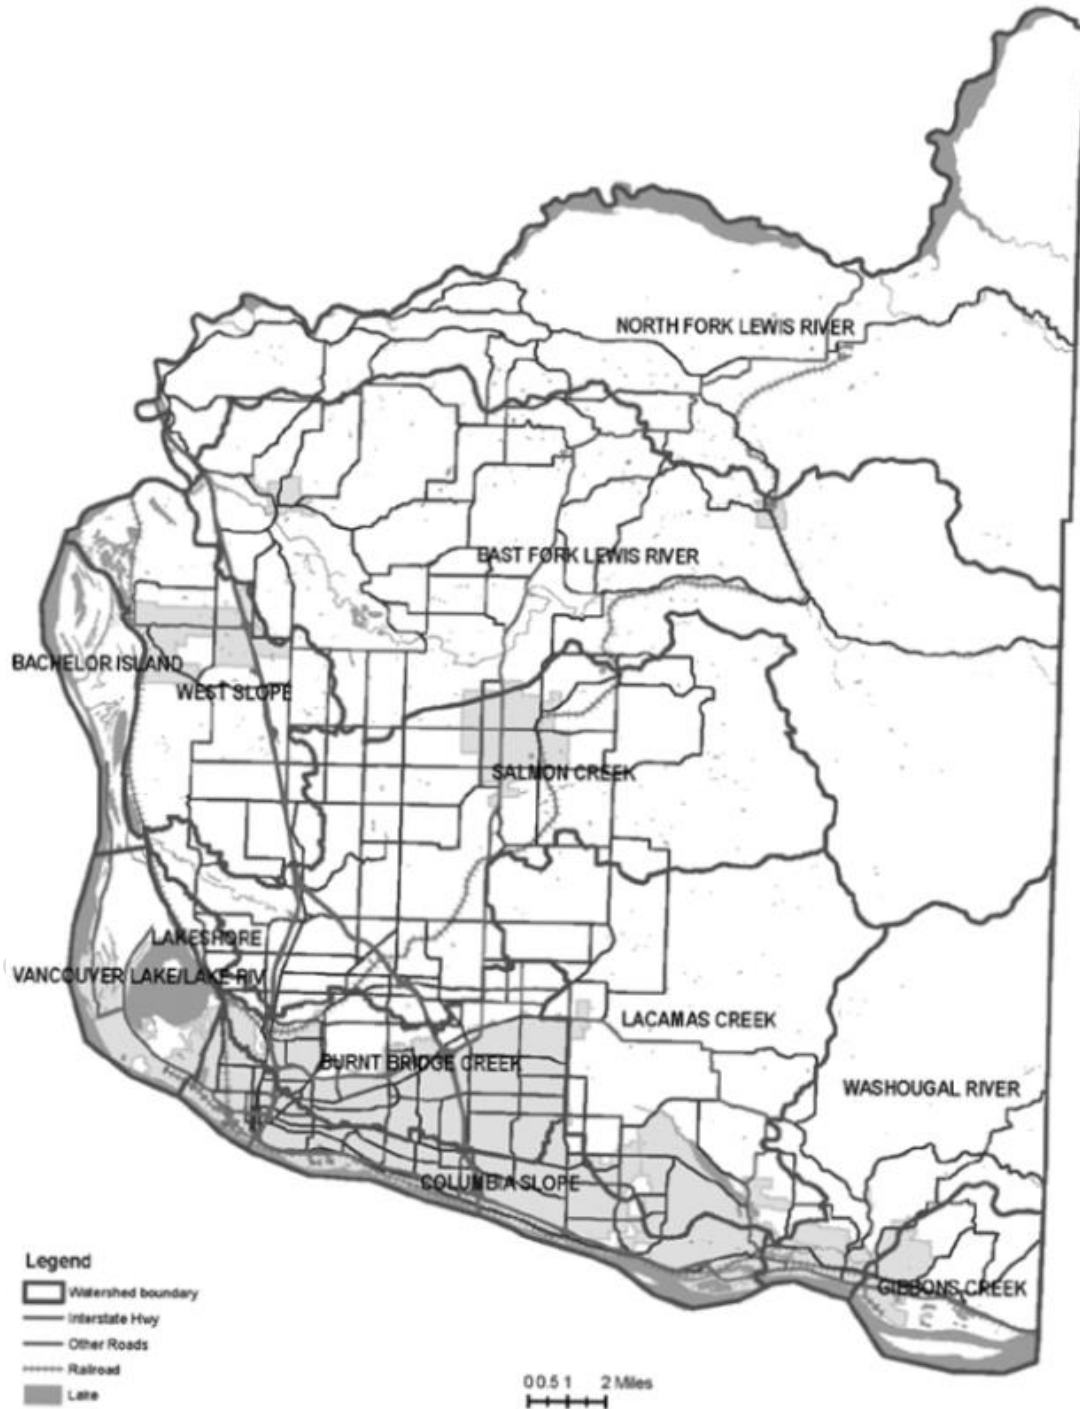 NORTH FORK LEWIS RIVER
EAST FORK LEWIS RIVER
BACHELOR ISLAND
WEST SLOPE
SALMON CREEK
LAKESHORE
VANCOUVER LAKE/LAKE RIV
LACAMAS CREEK
BURNT BRIDGE CREEK
WASHOUGAL RIVER
COLUMBIA SLOPE
GIBBONS CREEK
Legend
Watershed boundary
Interstate Hwy
Other Roads
Railroad
Lake
0 0.5 1 2 Miles